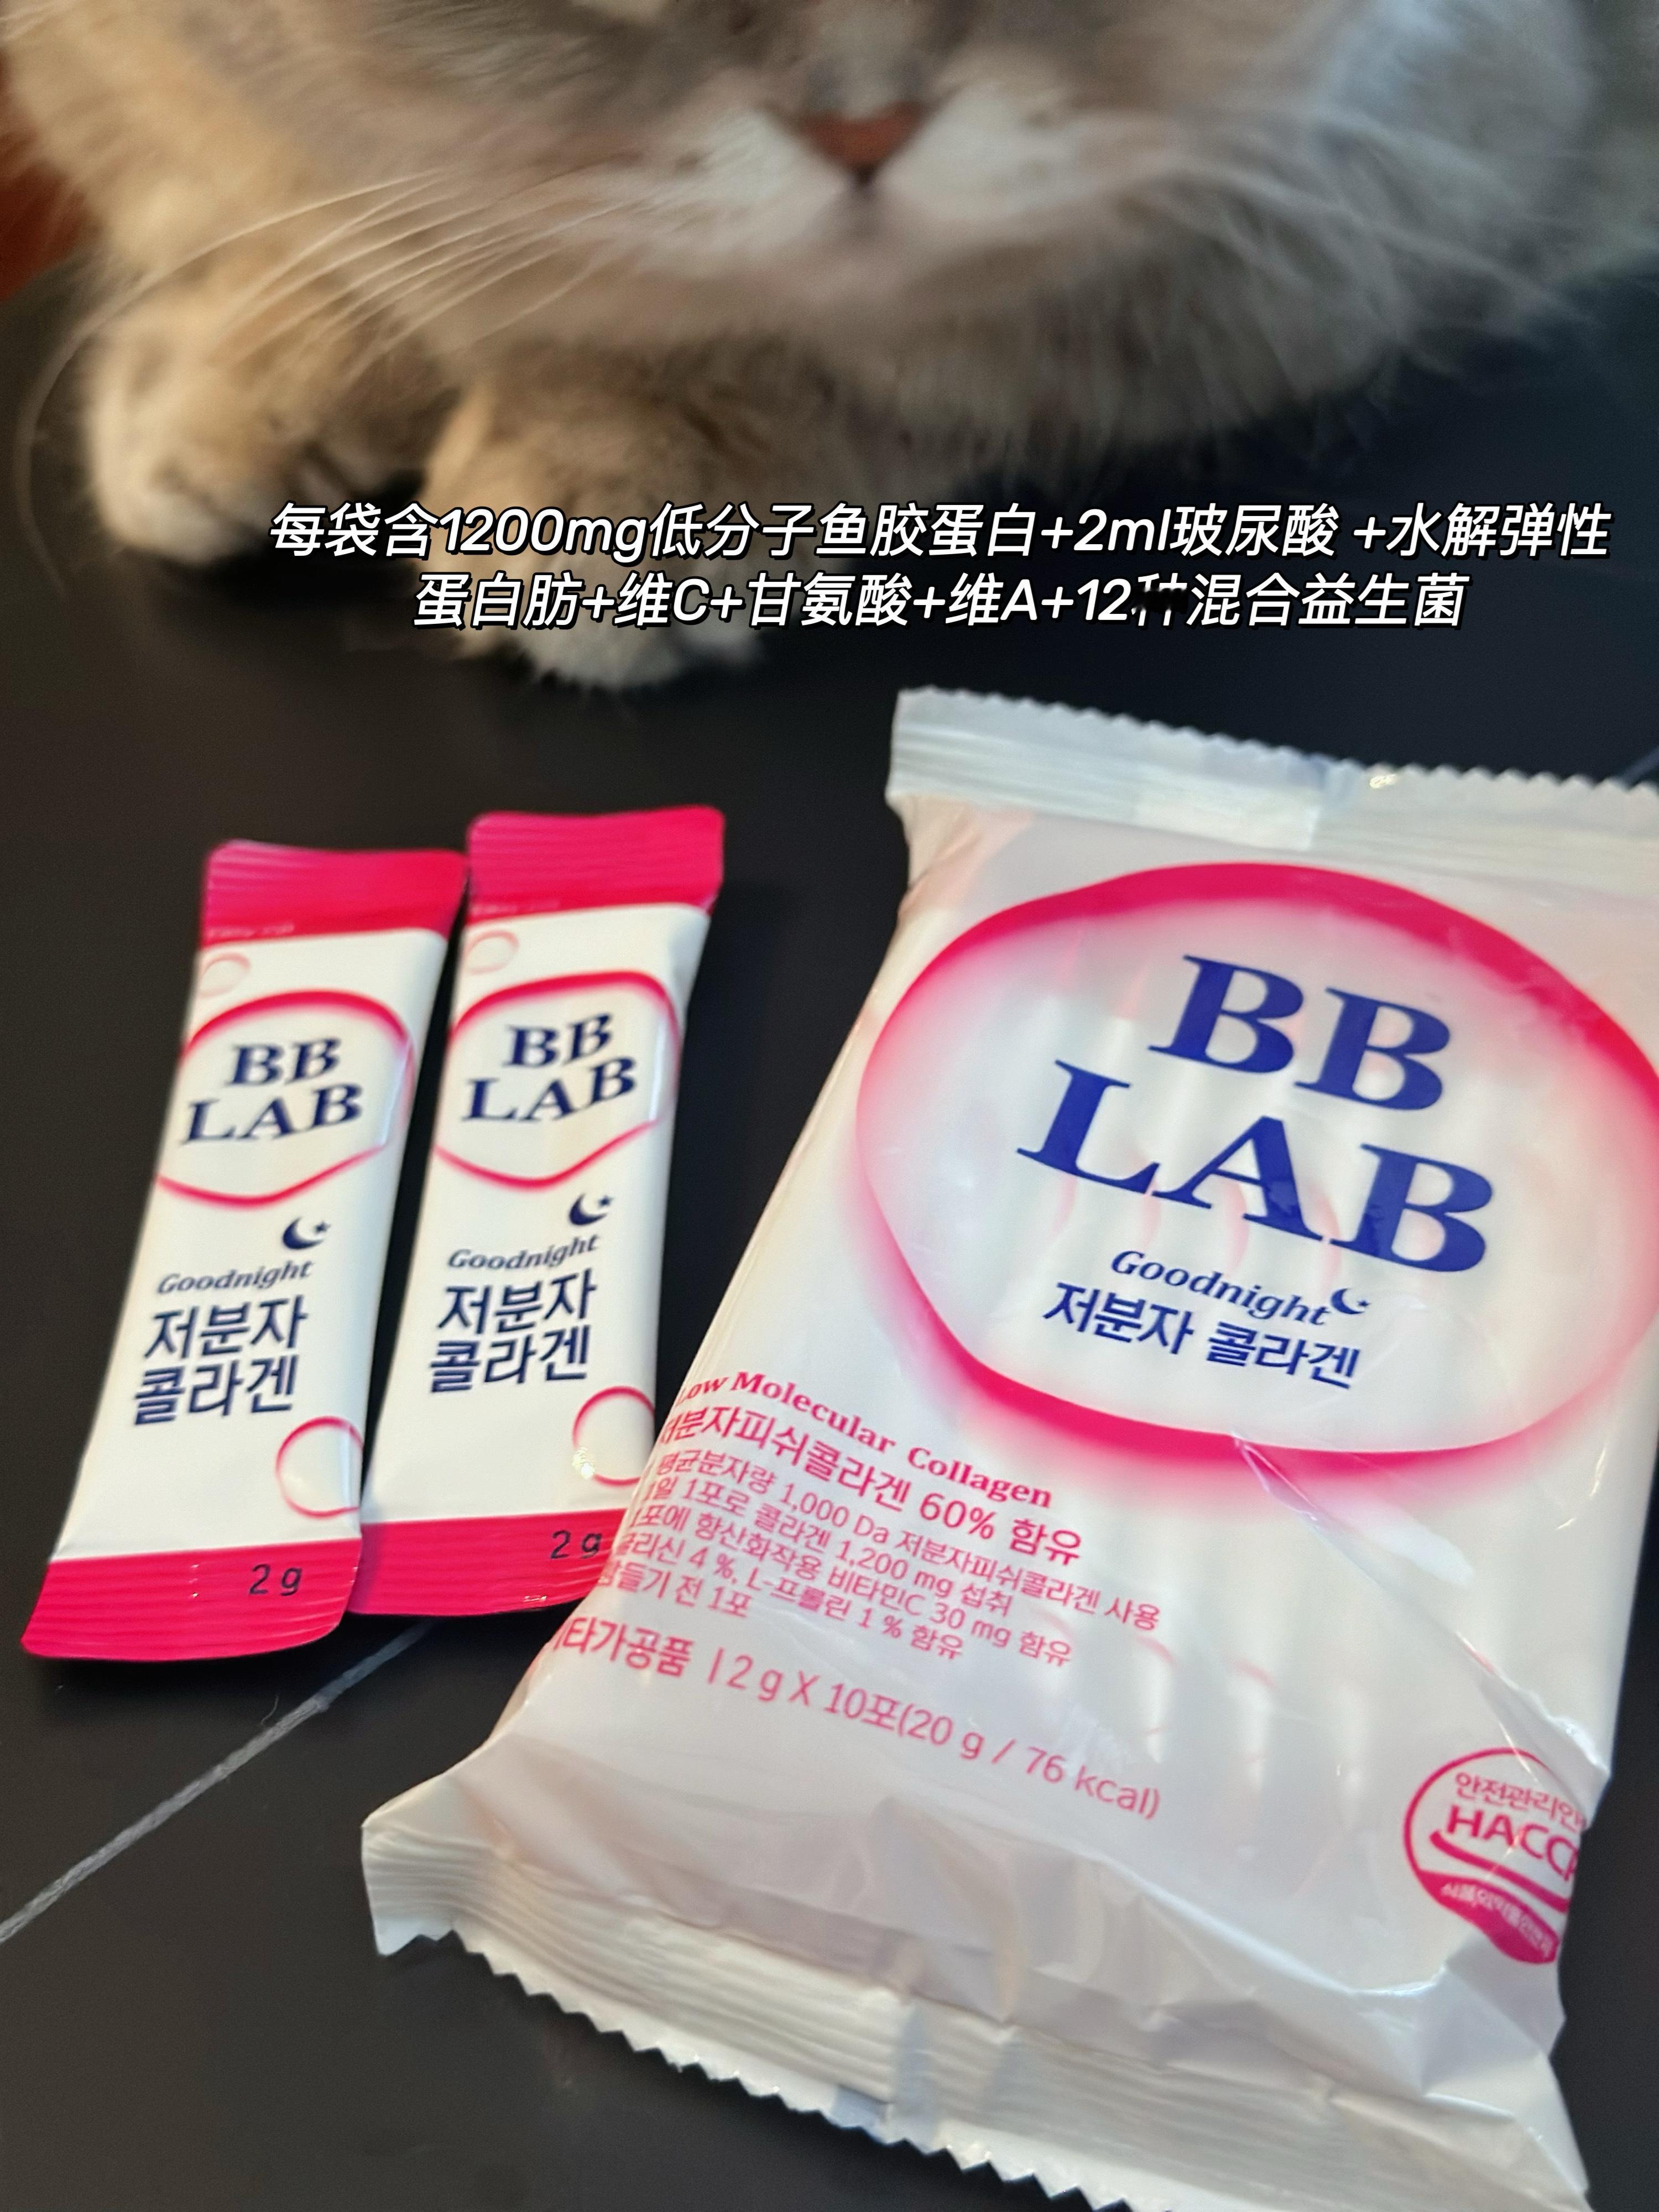 每袋含1200mg低分子鱼胶蛋白+2ml玻尿酸 +水解弹性
蛋白肪+维C+甘氨酸+维A+12种混合益生菌
BB
LAB
Goodnight
저분자
콜라겐
2 g
BB
LAB
Goodnight
저분자
콜라겐
2 g
BB
LAB
Goodnight
저분자 콜라겐
Low Molecular Collagen
저분자피쉬콜라겐 60% 함유
평균분자량 1,000 Da 저분자피쉬콜라겐 사용
1일 1포로 콜라겐 1,200 mg 섭취
1포에 항산화작용 비타민C 30 mg 함유
글리신 4 %, L-프롤린 1 % 함유
잠들기 전 1포
기타가공품 | 2 g X 10포(20 g / 76 kcal)
안전관리인
HACCP